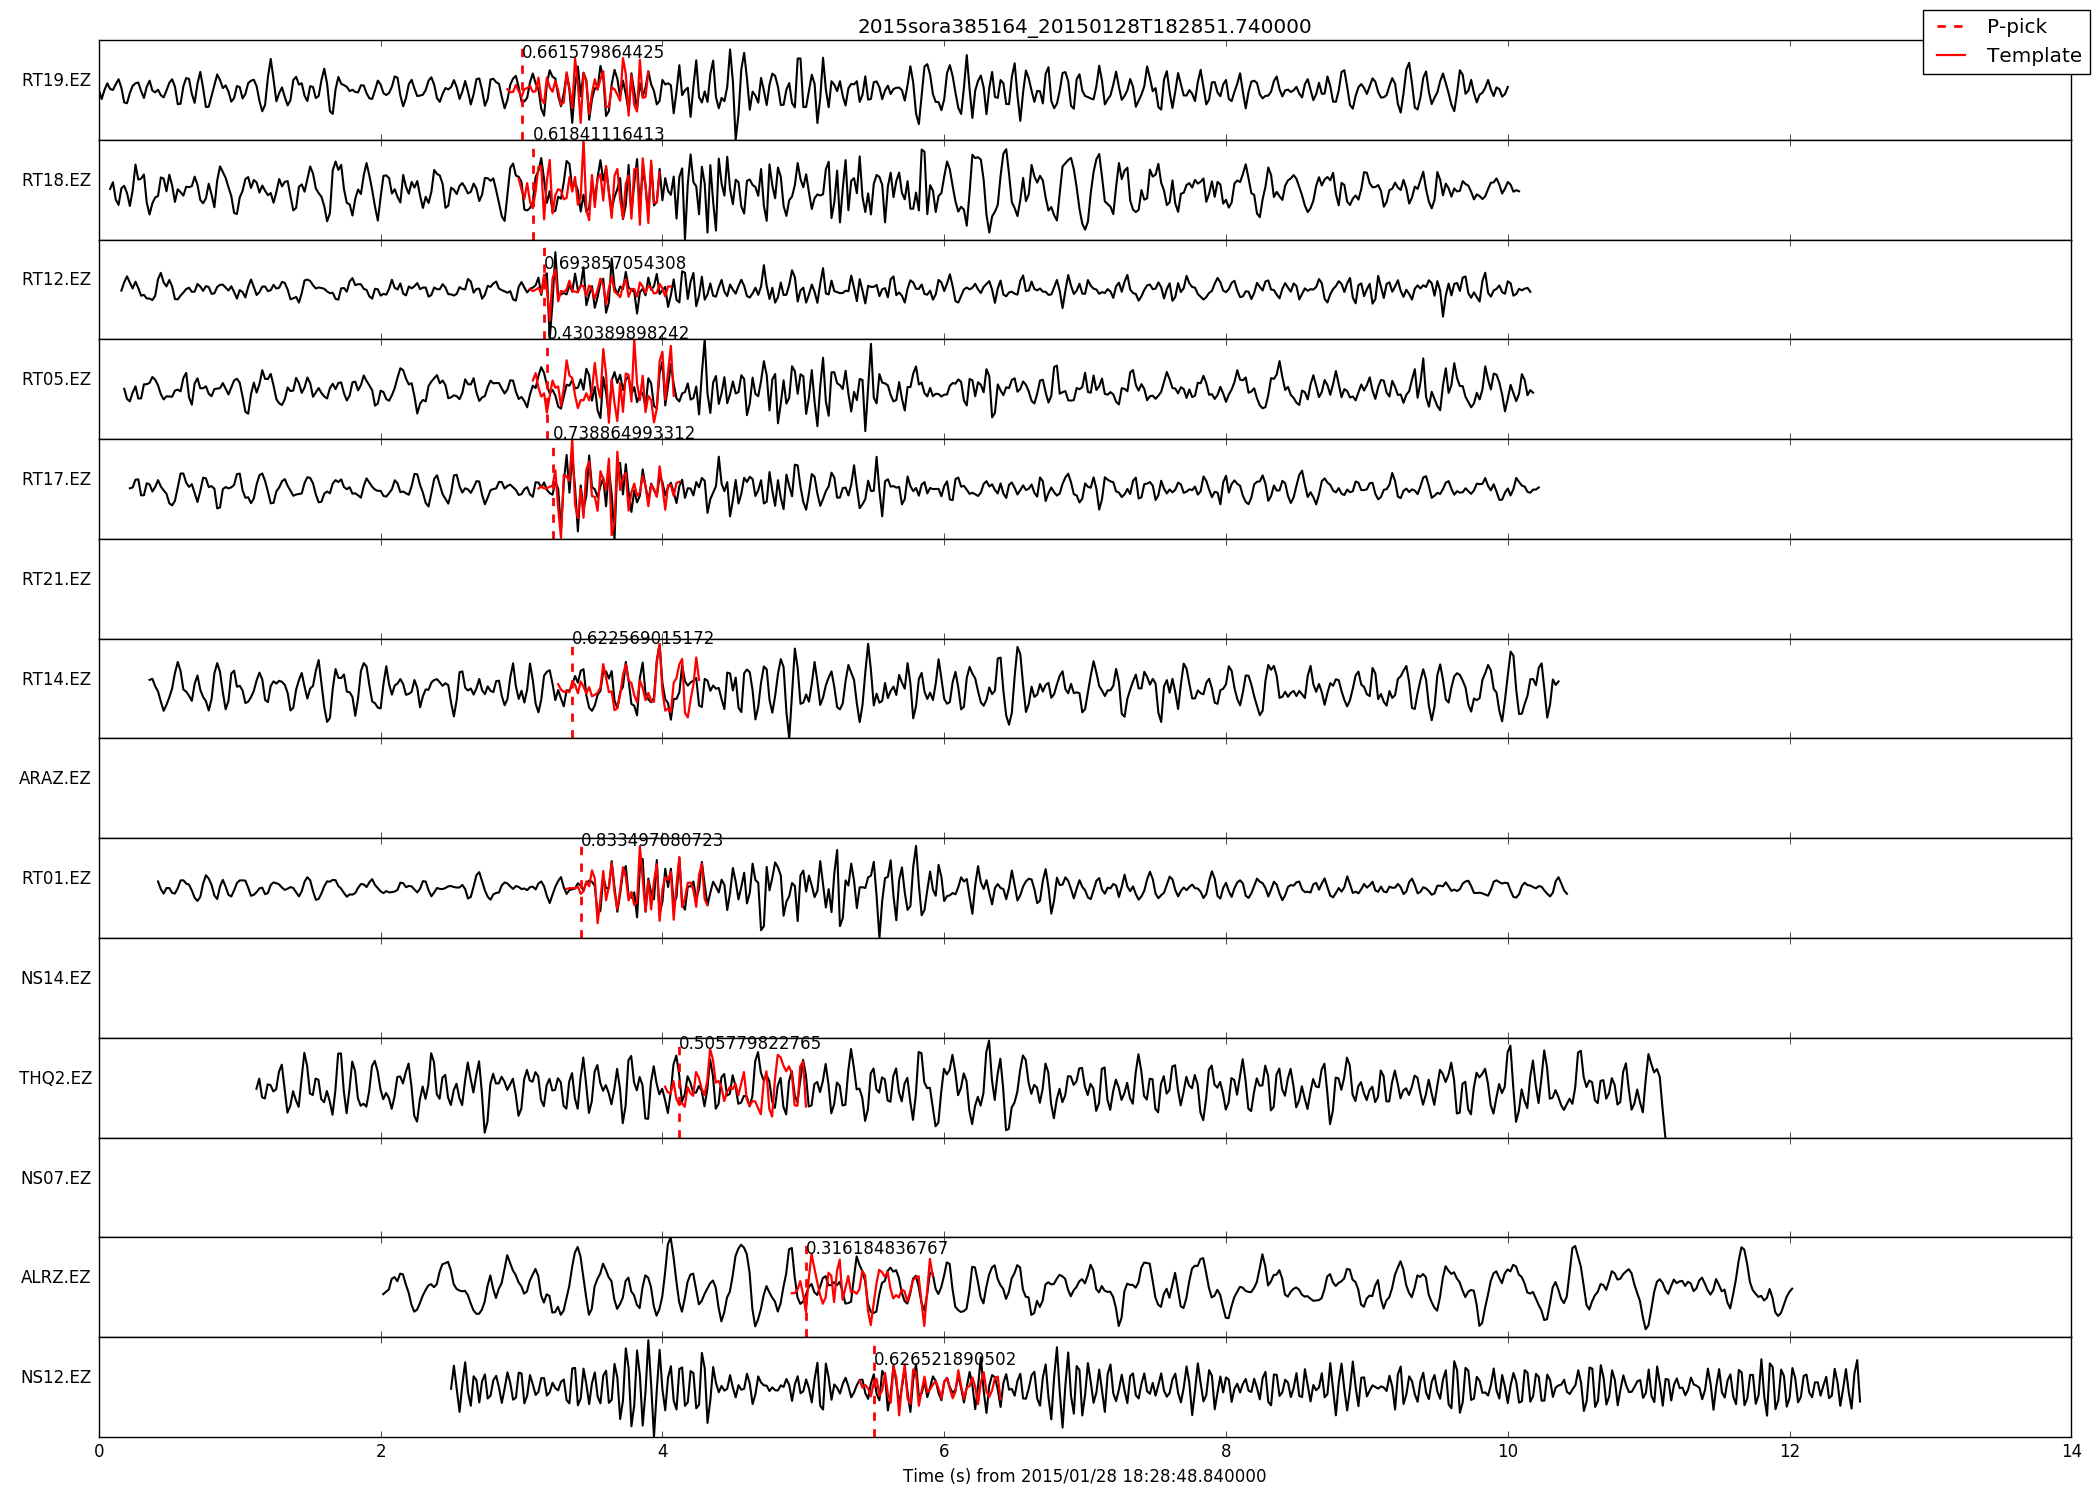 2015sora385164_20150128T182851.740000
P-pick
Template
RT19.EZ
0.661579864425
RT18.EZ
0.61841116413
RT12.EZ
0.693857054308
RT05.EZ
0.430389898242
RT17.EZ
0.738864993312
RT21.EZ
RT14.EZ
0.622569015172
ARAZ.EZ
RT01.EZ
0.833497080723
NS14.EZ
THQ2.EZ
0.505779822765
NS07.EZ
ALRZ.EZ
0.316184836767
NS12.EZ
0.626521890502
0 2 4 6 8 10 12 14
Time (s) from 2015/01/28 18:28:48.840000